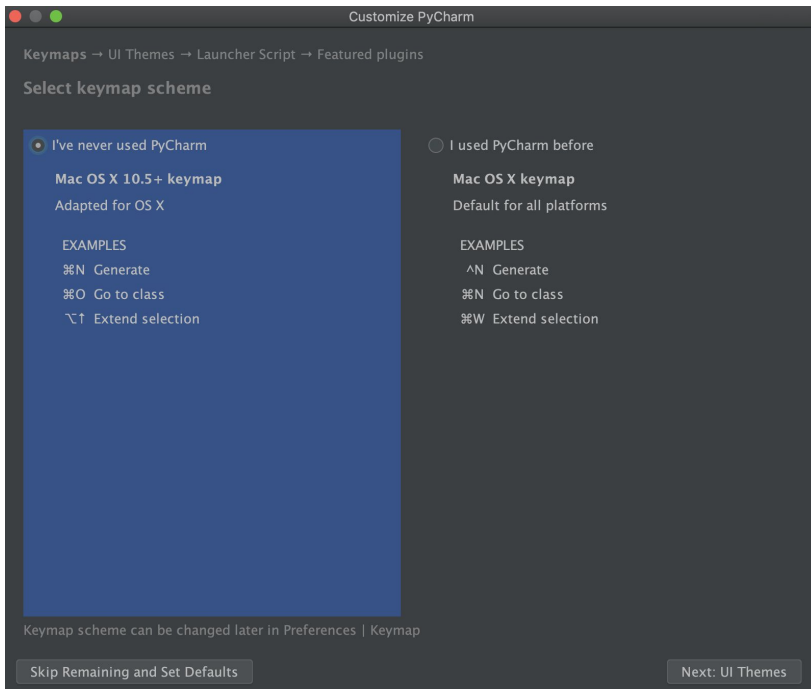 Customize PyCharm
Keymaps → UI Themes → Launcher Script → Featured plugins
Select keymap scheme
I've never used PyCharm
Mac OS X 10.5+ keymap
Adapted for OS X
EXAMPLES
⌘N Generate
⌘O Go to class
⌥↑ Extend selection
I used PyCharm before
Mac OS X keymap
Default for all platforms
EXAMPLES
^N Generate
⌘N Go to class
⌘W Extend selection
Keymap scheme can be changed later in Preferences | Keymap
Skip Remaining and Set Defaults
Next: UI Themes